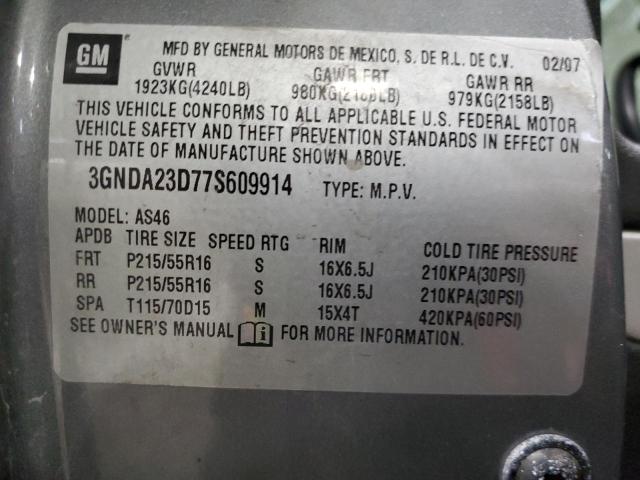 GM
MFD BY GENERAL MOTORS DE MEXICO, S. DE R.L. DE C.V. 02/07
GVWR GAWR FRT GAWR RR
1923KG(4240LB) 980KG( 979KG(2158LB)
THIS VEHICLE CONFORMS TO ALL APPLICABLE U.S. FEDERAL MOTOR
VEHICLE SAFETY AND THEFT PREVENTION STANDARDS IN EFFECT ON
THE DATE OF MANUFACTURE SHOWN ABOVE.
3GNDA23D77S609914 TYPE: M.P.V.
MODEL: AS46
APDB TIRE SIZE SPEED RTG RIM COLD TIRE PRESSURE
FRT P215/55R16 S 16X6.5J 210KPA(30PSI)
RR P215/55R16 S 16X6.5J 210KPA(30PSI)
SPA T115/70D15 M 15X4T 420KPA(60PSI)
SEE OWNER'S MANUAL FOR MORE INFORMATION.